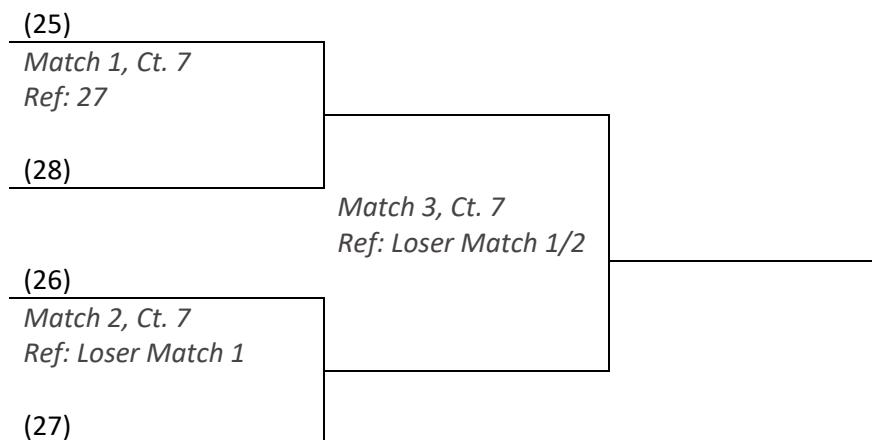 (25)
Match 1, Ct. 7
Ref: 27
(28)
Match 3, Ct. 7
Ref: Loser Match 1/2
(26)
Match 2, Ct. 7
Ref: Loser Match 1
(27)